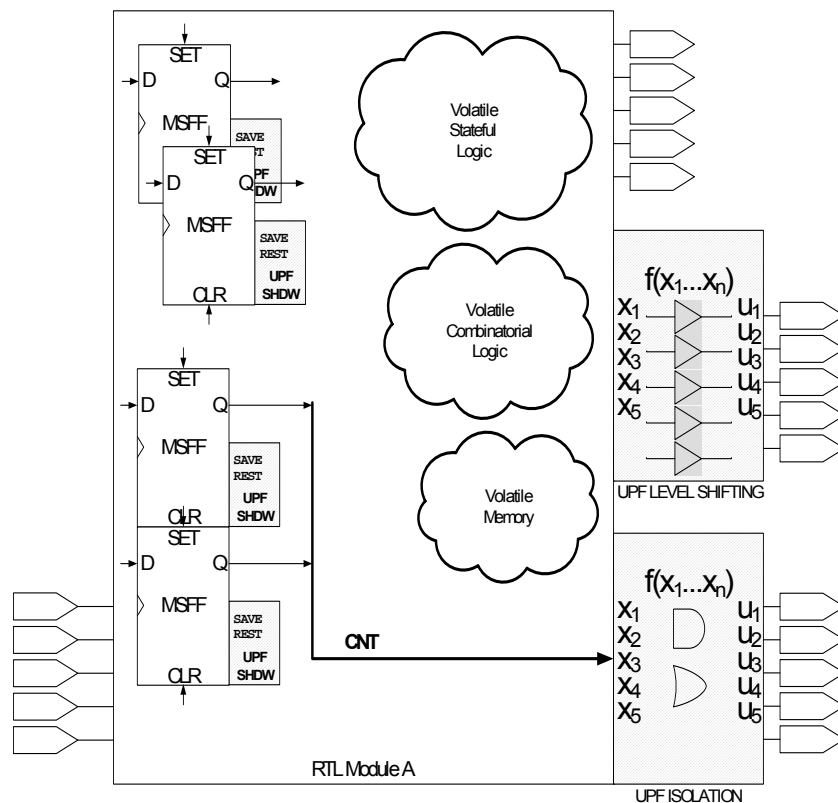 SET
D Q
MSFF
SAVE
REST
UPF
SHDW
SET
D Q
MSFF
SAVE
REST
UPF
SHDW
CLR
Volatile
Stateful
Logic
Volatile
Combinatorial
Logic
Volatile
Memory
SET
D Q
MSFF
SAVE
REST
UPF
SHDW
CLR
SET
D Q
MSFF
SAVE
REST
UPF
SHDW
CLR
CNT
RTL Module A
f(x1...xn)
x1 u1
x2 u2
x3 u3
x4 u4
x5 u5
UPF LEVEL SHIFTING
f(x1...xn)
x1 u1
x2 u2
x3 u3
x4 u4
x5 u5
UPF ISOLATION